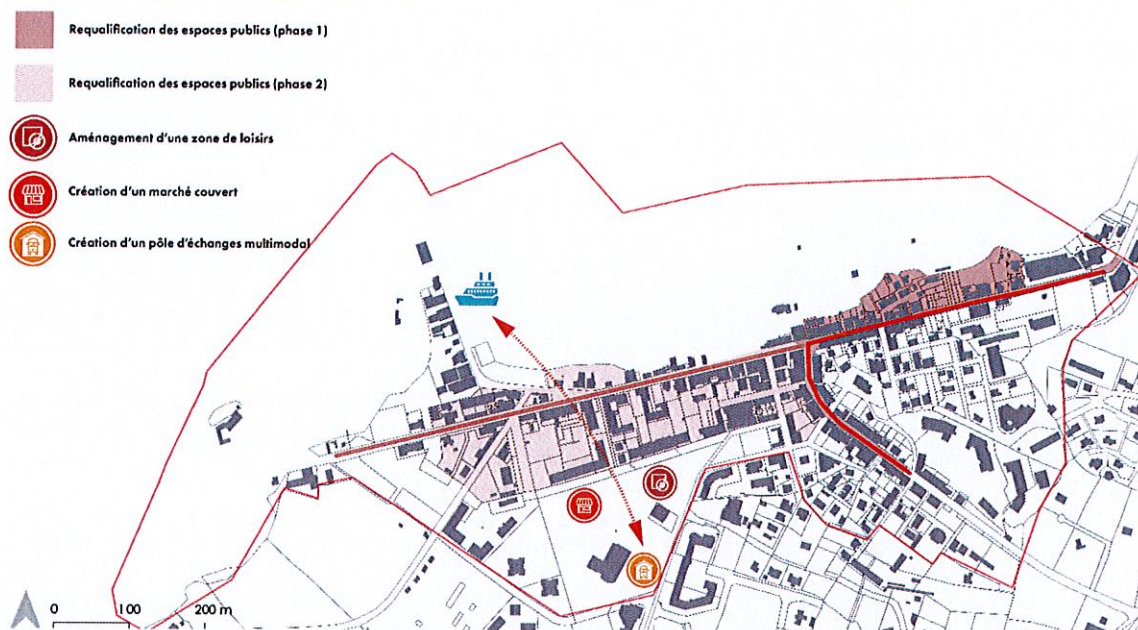 Requalification des espaces publics (phase 1)
Requalification des espaces publics (phase 2)
Aménagement d'une zone de loisirs
Création d'un marché couvert
Création d'un pôle d'échanges multimodal
0 100 200 m